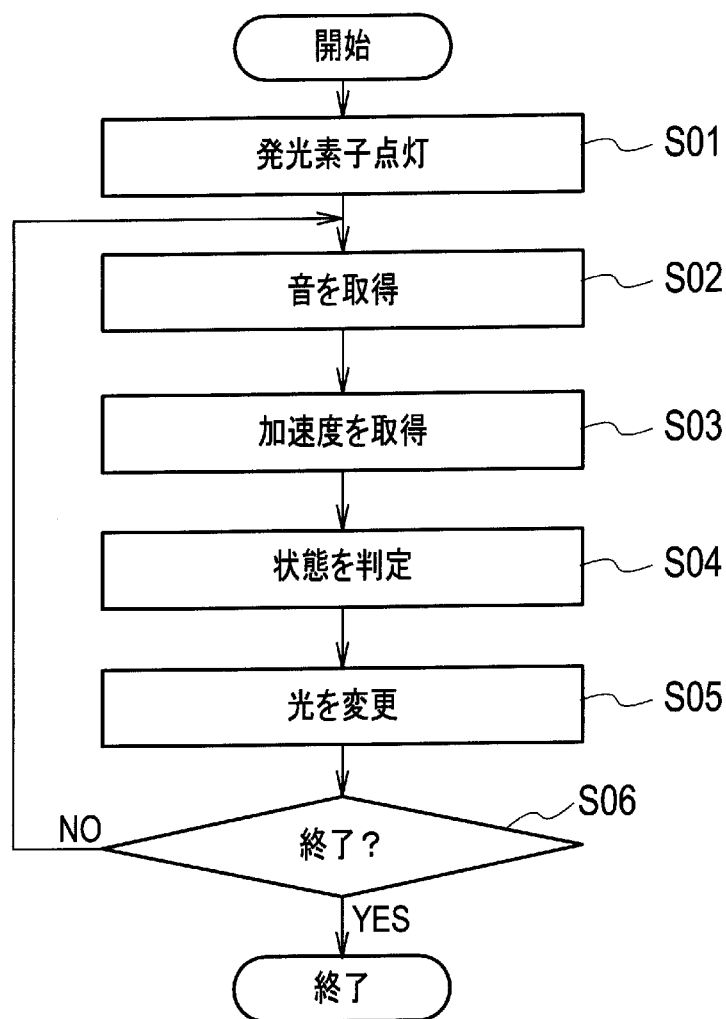 開始
発光素子点灯
S01
音を取得
S02
加速度を取得
S03
状態を判定
S04
光を変更
S05
S06
NO
終了？
YES
終了